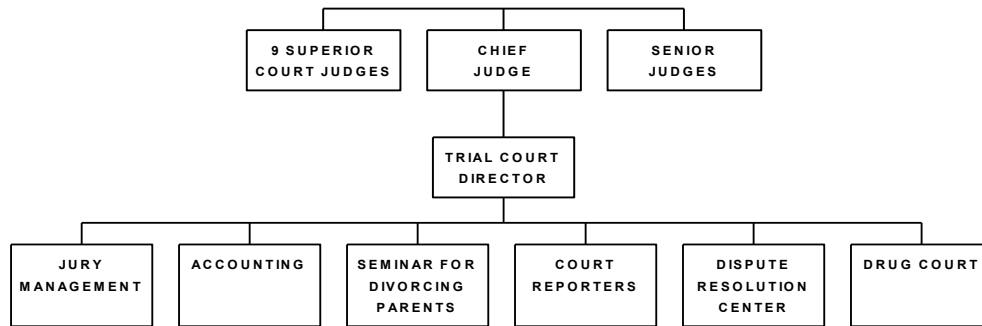 9 SUPERIOR
COURT JUDGES
CHIEF
JUDGE
SENIOR
JUDGES
TRIAL COURT
DIRECTOR
JURY
MANAGEMENT
ACCOUNTING
SEMINAR FOR
DIVORCING
PARENTS
COURT
REPORTERS
DISPUTE
RESOLUTION
CENTER
DRUG COURT